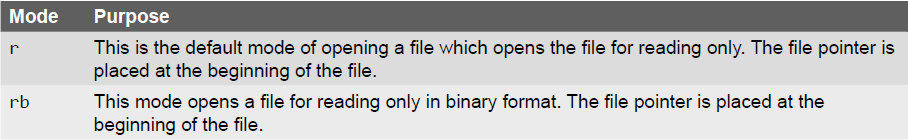 Mode Purpose
r This is the default mode of opening a file which opens the file for reading only. The file pointer is
placed at the beginning of the file.
rb This mode opens a file for reading only in binary format. The file pointer is placed at the
beginning of the file.